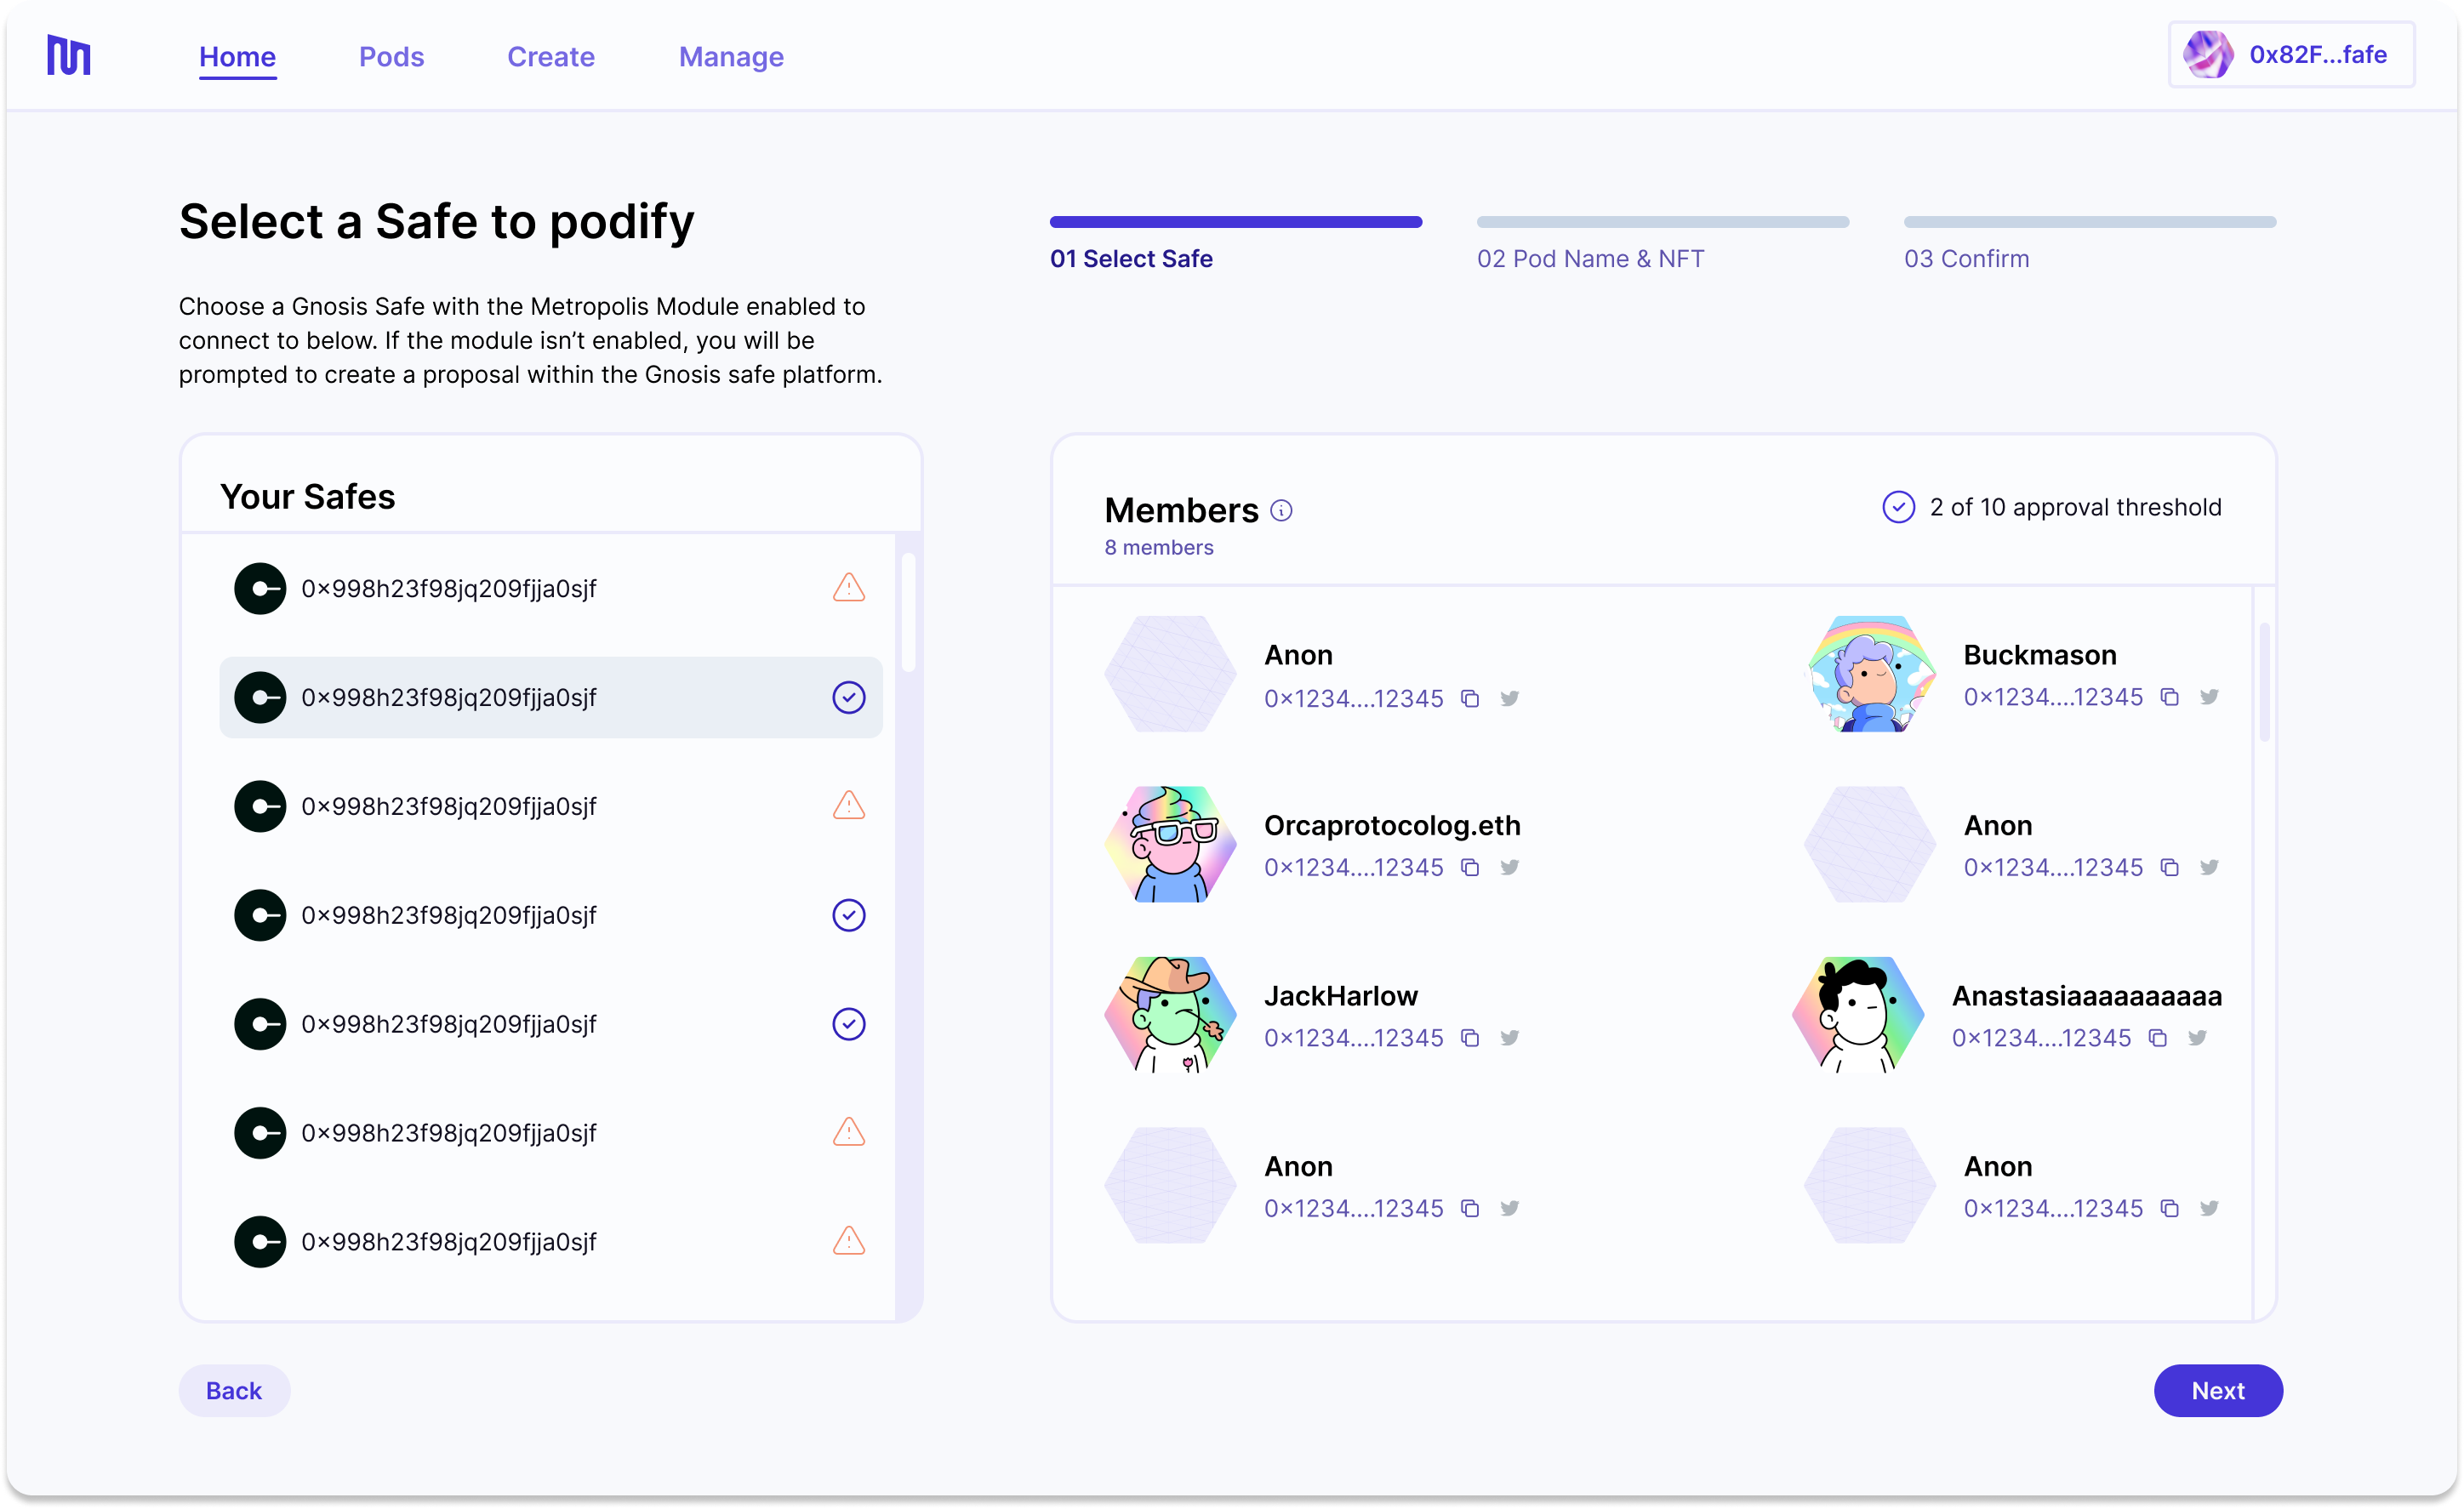 Home
Pods
Create
Manage
0x82F...fafe
Select a Safe to podify
01 Select Safe
02 Pod Name & NFT
03 Confirm
Choose a Gnosis Safe with the Metropolis Module enabled to
connect to below. If the module isn’t enabled, you will be
prompted to create a proposal within the Gnosis safe platform.
Your Safes
0×998h23f98jq209fjja0sjf
0×998h23f98jq209fjja0sjf
0×998h23f98jq209fjja0sjf
0×998h23f98jq209fjja0sjf
0×998h23f98jq209fjja0sjf
0×998h23f98jq209fjja0sjf
0×998h23f98jq209fjja0sjf
Members
8 members
2 of 10 approval threshold
Anon
0×1234....12345
Buckmason
0×1234....12345
Orcaprotocolog.eth
0×1234....12345
Anon
0×1234....12345
JackHarlow
0×1234....12345
Anastasiaaaaaaaaaa
0×1234....12345
Anon
0×1234....12345
Anon
0×1234....12345
Back
Next